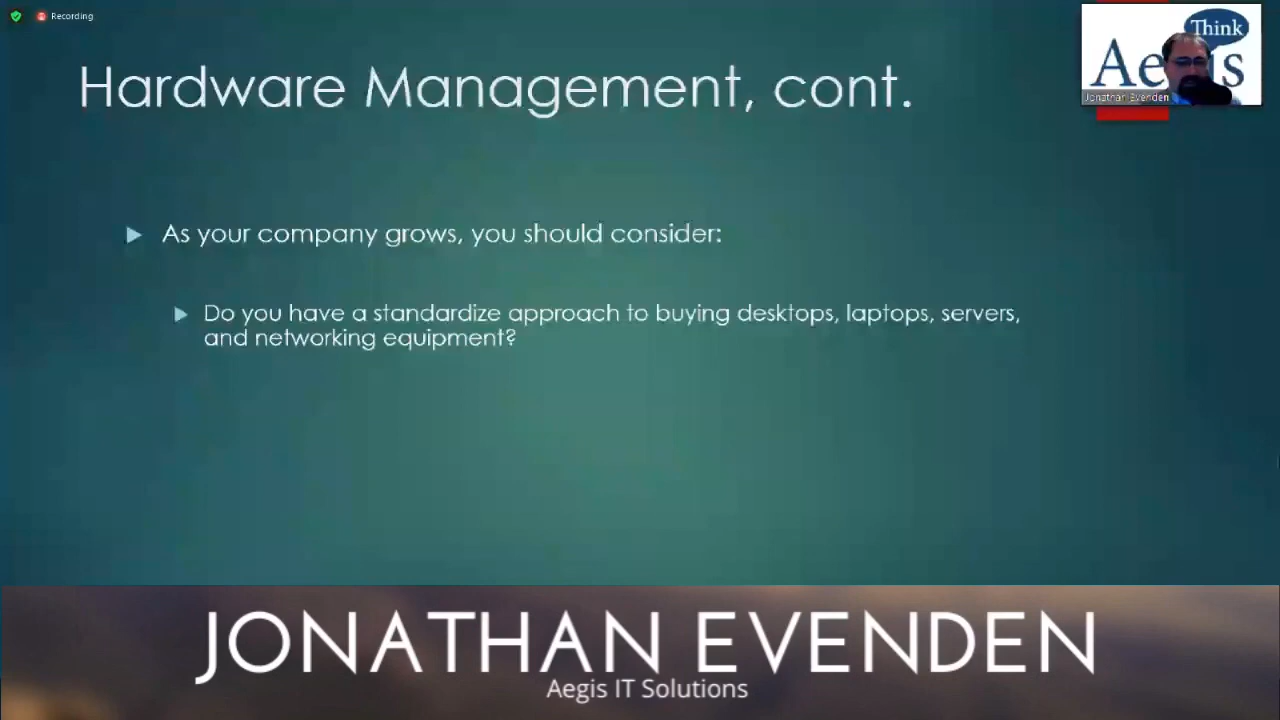 Recording
Think
Jonathan Evenden
Hardware Management, cont.
As your company grows, you should consider:
Do you have a standardize approach to buying desktops, laptops, servers,
and networking equipment?
JONATHAN EVENDEN
Aegis IT Solutions